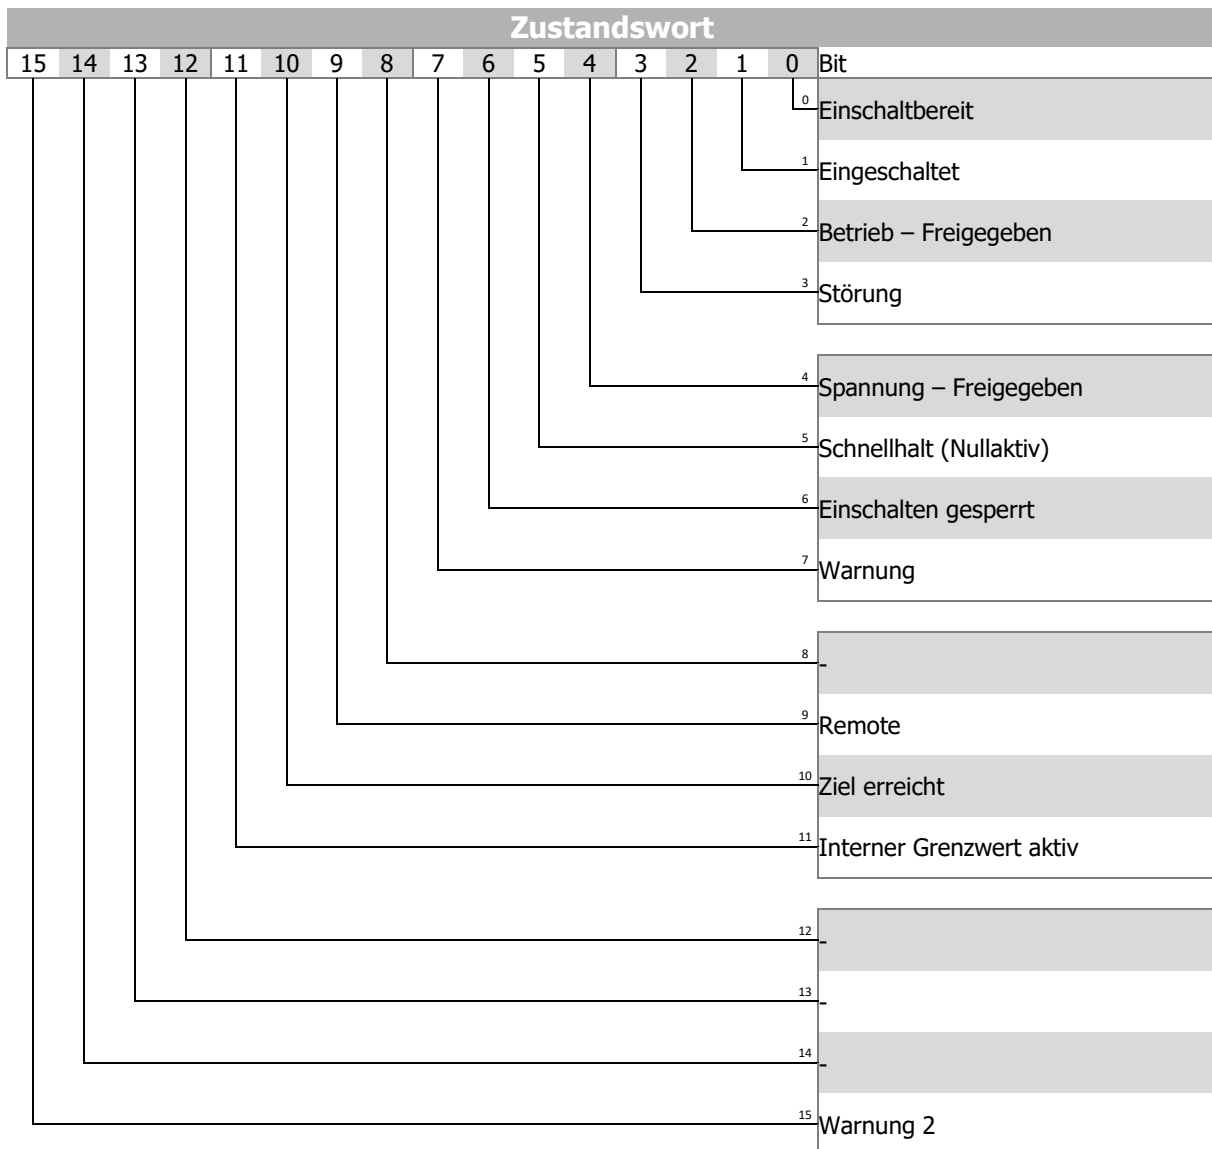 Zustandswort
15 14 13 12 11 10 9 8 7 6 5 4 3 2 1 0 Bit
0 Einschaltbereit
1 Eingeschaltet
2 Betrieb – Freigegeben
3 Störung
4 Spannung – Freigegeben
5 Schnellhalt (Nullaktiv)
6 Einschalten gesperrt
7 Warnung
8 -
9 Remote
10 Ziel erreicht
11 Interner Grenzwert aktiv
12 -
13 -
14 -
15 Warnung 2